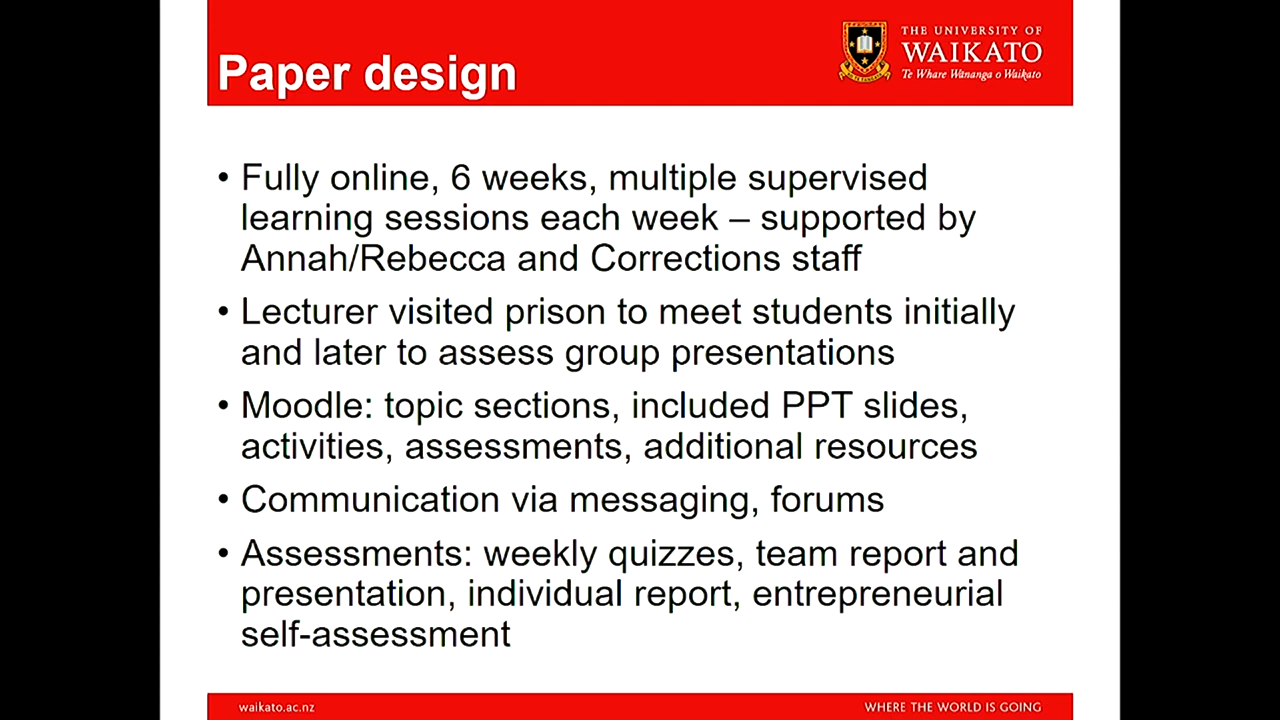 Paper design
THE UNIVERSITY OF
WAIKATO
Te Whare Wānanga o Waikato
• Fully online, 6 weeks, multiple supervised
learning sessions each week – supported by
Annah/Rebecca and Corrections staff
• Lecturer visited prison to meet students initially
and later to assess group presentations
• Moodle: topic sections, included PPT slides,
activities, assessments, additional resources
• Communication via messaging, forums
• Assessments: weekly quizzes, team report and
presentation, individual report, entrepreneurial
self-assessment
waikato.ac.nz
WHERE THE WORLD IS GOING